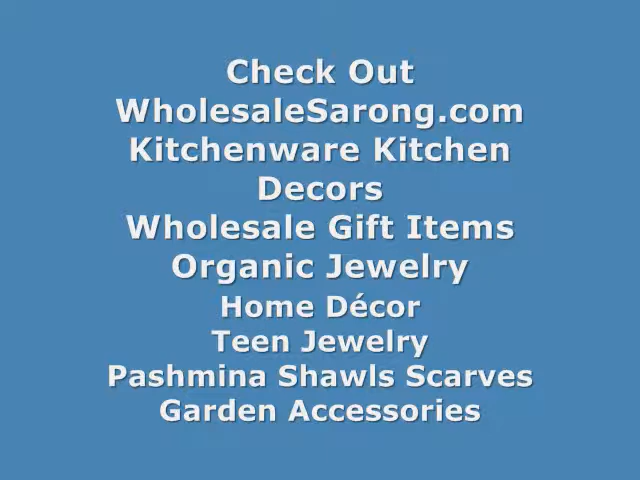 Check Out
WholesaleSarong.com
Kitchenware Kitchen
Decors
Wholesale Gift Items
Organic Jewelry
Home Décor
Teen Jewelry
Pashmina Shawls Scarves
Garden Accessories